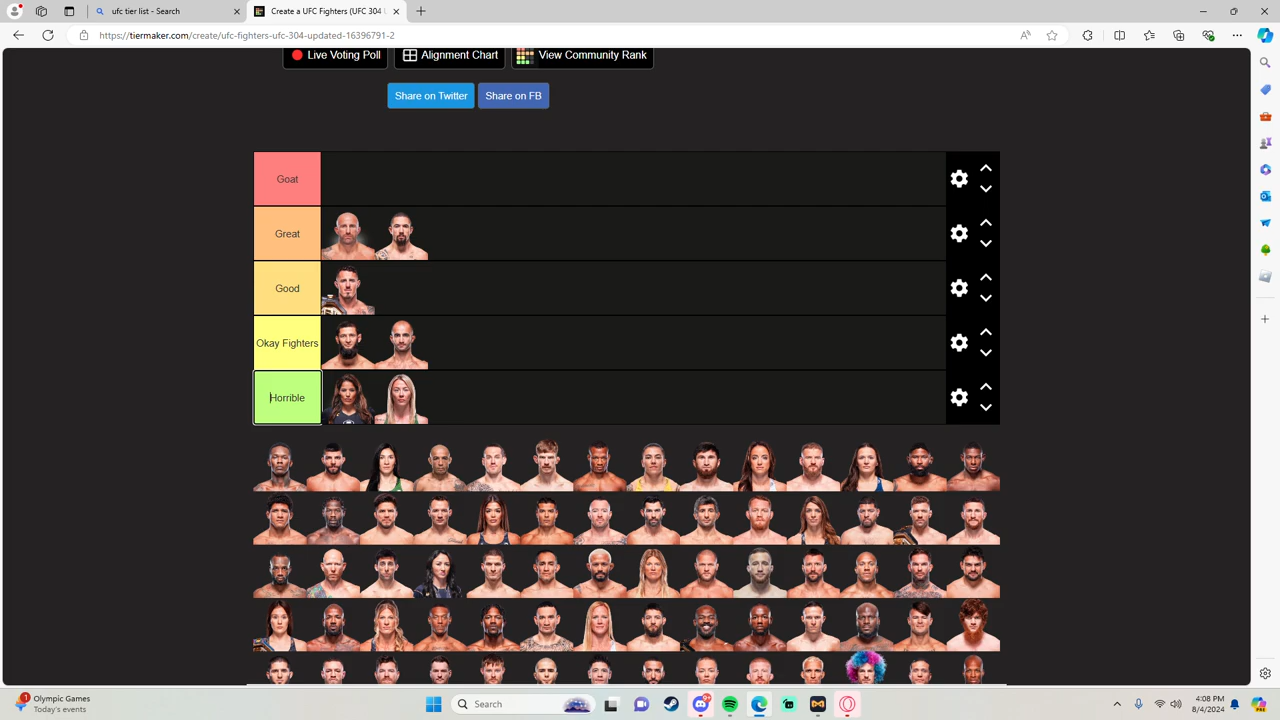 ufc tier list - Search
Create a UFC Fighters (UFC 304 U
https://tiermaker.com/create/ufc-fighters-ufc-304-updated-16396791-2
Live Voting Poll
Alignment Chart
View Community Rank
Share on Twitter
Share on FB
Goat
Great
Good
Okay Fighters
Horrible
1
Olympic Games
Today's events
Search
9+
4:08 PM
8/4/2024